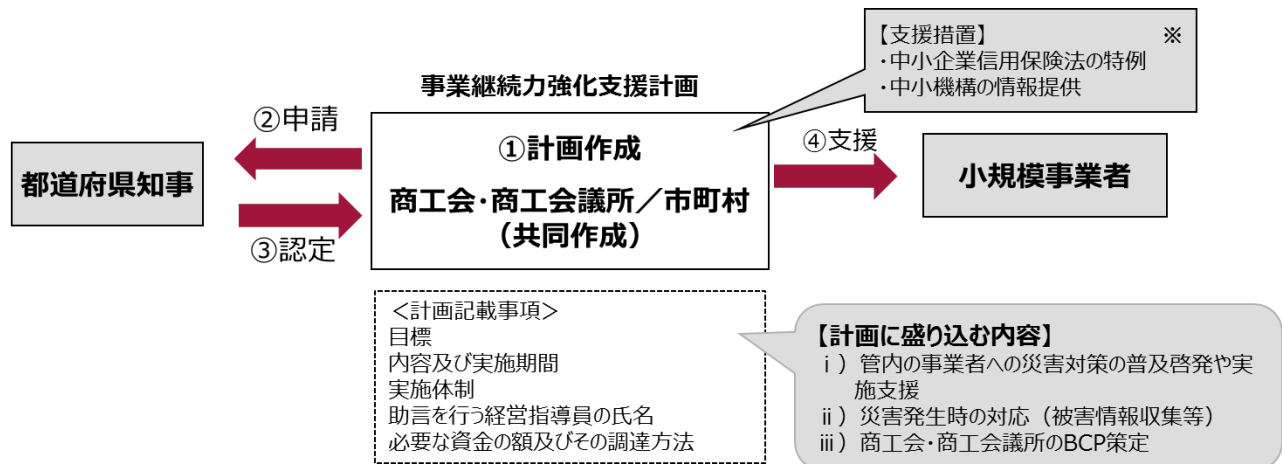 【支援措置】 ※
・中小企業信用保険法の特例
・中小機構の情報提供
事業継続力強化支援計画
②申請
①計画作成
④支援
都道府県知事
商工会・商工会議所／市町村
（共同作成）
小規模事業者
③認定
＜計画記載事項＞
目標
内容及び実施期間
実施体制
助言を行う経営指導員の氏名
必要な資金の額及びその調達方法
【計画に盛り込む内容】
ⅰ）管内の事業者への災害対策の普及啓発や実
施支援
ⅱ）災害発生時の対応（被害情報収集等）
ⅲ）商工会・商工会議所のBCP策定